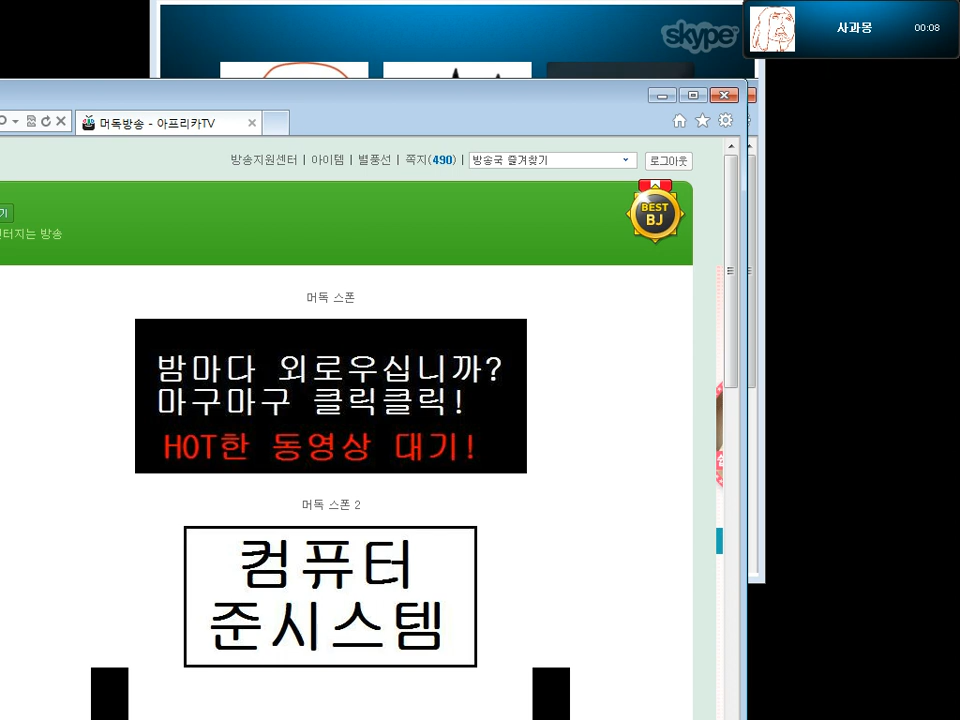 skype
사과몽
00:08
머독방송 - 아프리카TV
방송지원센터 | 아이템 | 별풍선 | 쪽지(490) |
방송국 즐겨찾기
로그아웃
기
터지는 방송
BEST
BJ
머독 스폰
밤마다 외로우십니까?
마구마구 클릭클릭!
HOT한 동영상 대기!
머독 스폰 2
컴퓨터
준시스템